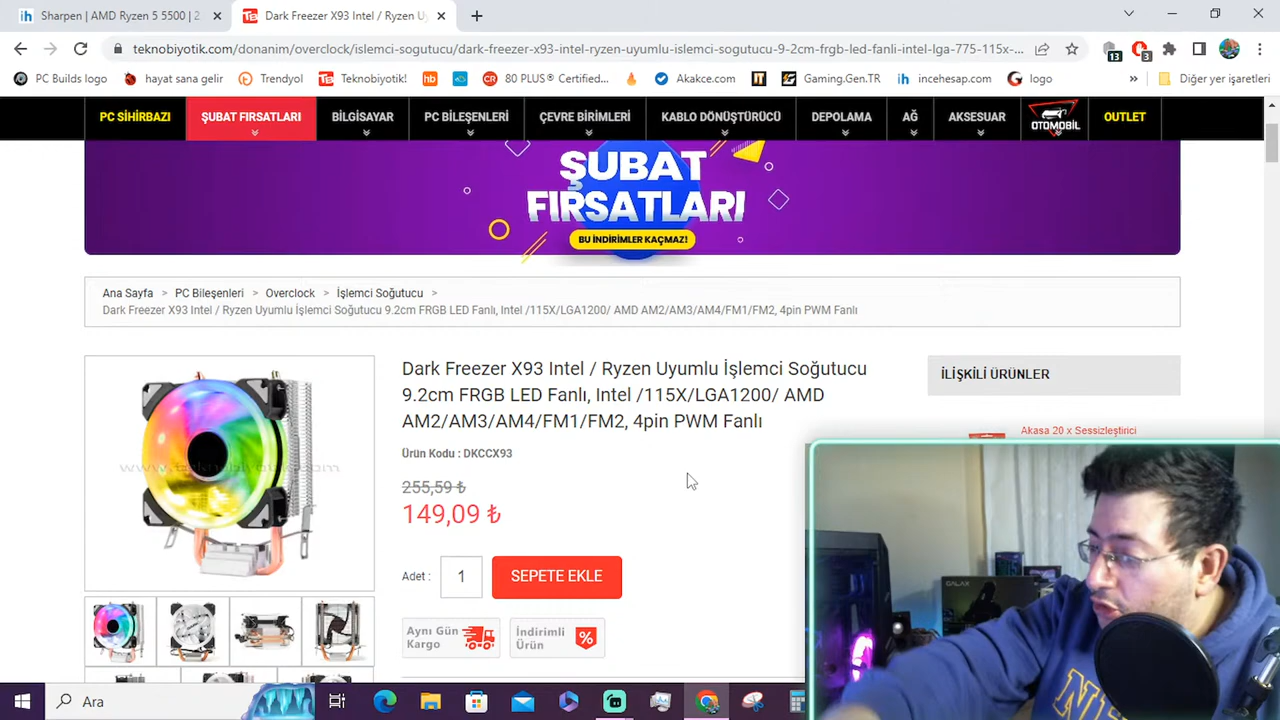 Sharpen | AMD Ryzen 5 5500 | 2
Dark Freezer X93 Intel / Ryzen U
teknobiyotik.com/donanim/overclock/islemci-sogutucu/dark-freezer-x93-intel-ryzen-uyumlu-islemci-sogutucu-9-2cm-frgb-led-fanli-intel-lga-775-115x-...
13
3
PC Builds logo
hayat sana gelir
Trendyol
Teknobiyotik!
hb
80 PLUS® Certified...
Akakce.com
Gaming.Gen.TR
incehesap.com
logo
»
Diğer yer işaretleri
PC SİHİRBAZI
ŞUBAT FIRSATLARI
BİLGİSAYAR
PC BİLEŞENLERİ
ÇEVRE BİRİMLERİ
KABLO DÖNÜŞTÜRÜCÜ
DEPOLAMA
AĞ
AKSESUAR
OTOMOBİL
OUTLET
ŞUBAT
FIRSATLARI
BU İNDİRİMLER KAÇMAZ!
Ana Sayfa > PC Bileşenleri > Overclock > İşlemci Soğutucu >
Dark Freezer X93 Intel / Ryzen Uyumlu İşlemci Soğutucu 9.2cm FRGB LED Fanlı, Intel /115X/LGA1200/ AMD AM2/AM3/AM4/FM1/FM2, 4pin PWM Fanlı
www.teknobiyotik.com
Dark Freezer X93 Intel / Ryzen Uyumlu İşlemci Soğutucu
9.2cm FRGB LED Fanlı, Intel /115X/LGA1200/ AMD
AM2/AM3/AM4/FM1/FM2, 4pin PWM Fanlı
Ürün Kodu : DKCCX93
255,59 ₺
149,09 ₺
Adet :
1
SEPETE EKLE
Aynı Gün
Kargo
İndirimli
Ürün
%
İLİŞKİLİ ÜRÜNLER
Akasa 20 x Sessizleştirici
GALAX
Ara